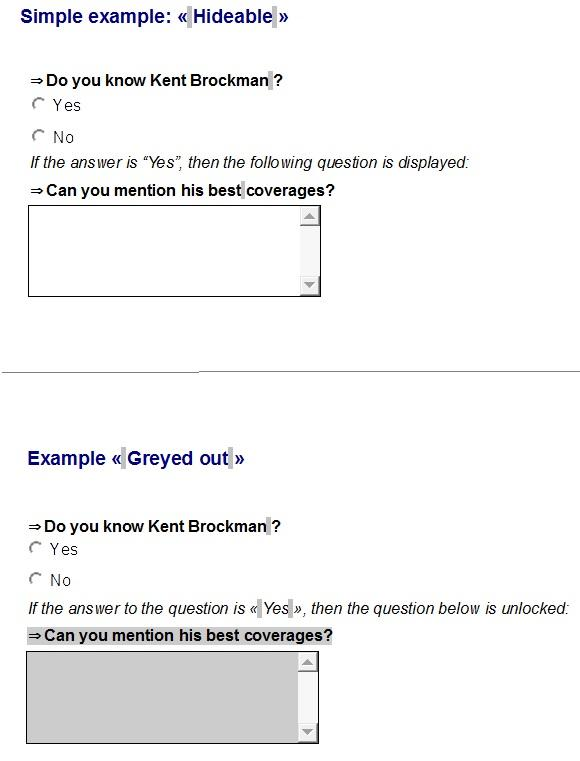 Simple example: « Hideable »
⇒ Do you know Kent Brockman ?
Yes
No
If the answer is “Yes”, then the following question is displayed:
⇒ Can you mention his best coverages?
Example « Greyed out »
⇒ Do you know Kent Brockman ?
Yes
No
If the answer to the question is « Yes », then the question below is unlocked:
⇒ Can you mention his best coverages?